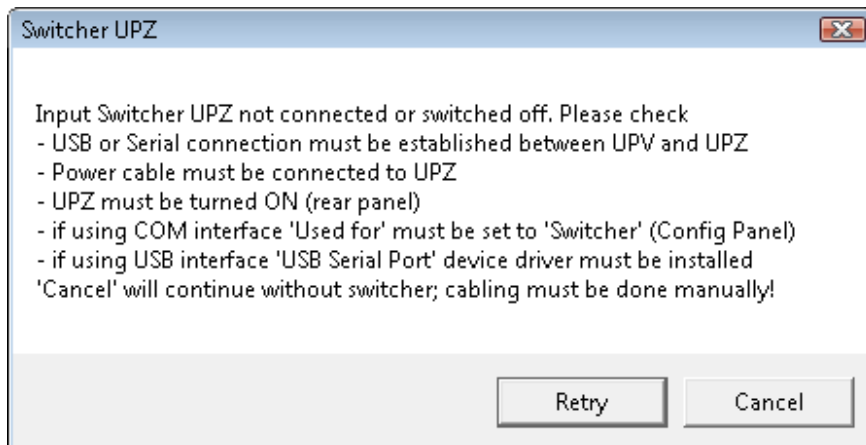 Switcher UPZ
Input Switcher UPZ not connected or switched off. Please check
- USB or Serial connection must be established between UPV and UPZ
- Power cable must be connected to UPZ
- UPZ must be turned ON (rear panel)
- if using COM interface 'Used for' must be set to 'Switcher' (Config Panel)
- if using USB interface 'USB Serial Port' device driver must be installed
'Cancel' will continue without switcher; cabling must be done manually!
Retry
Cancel